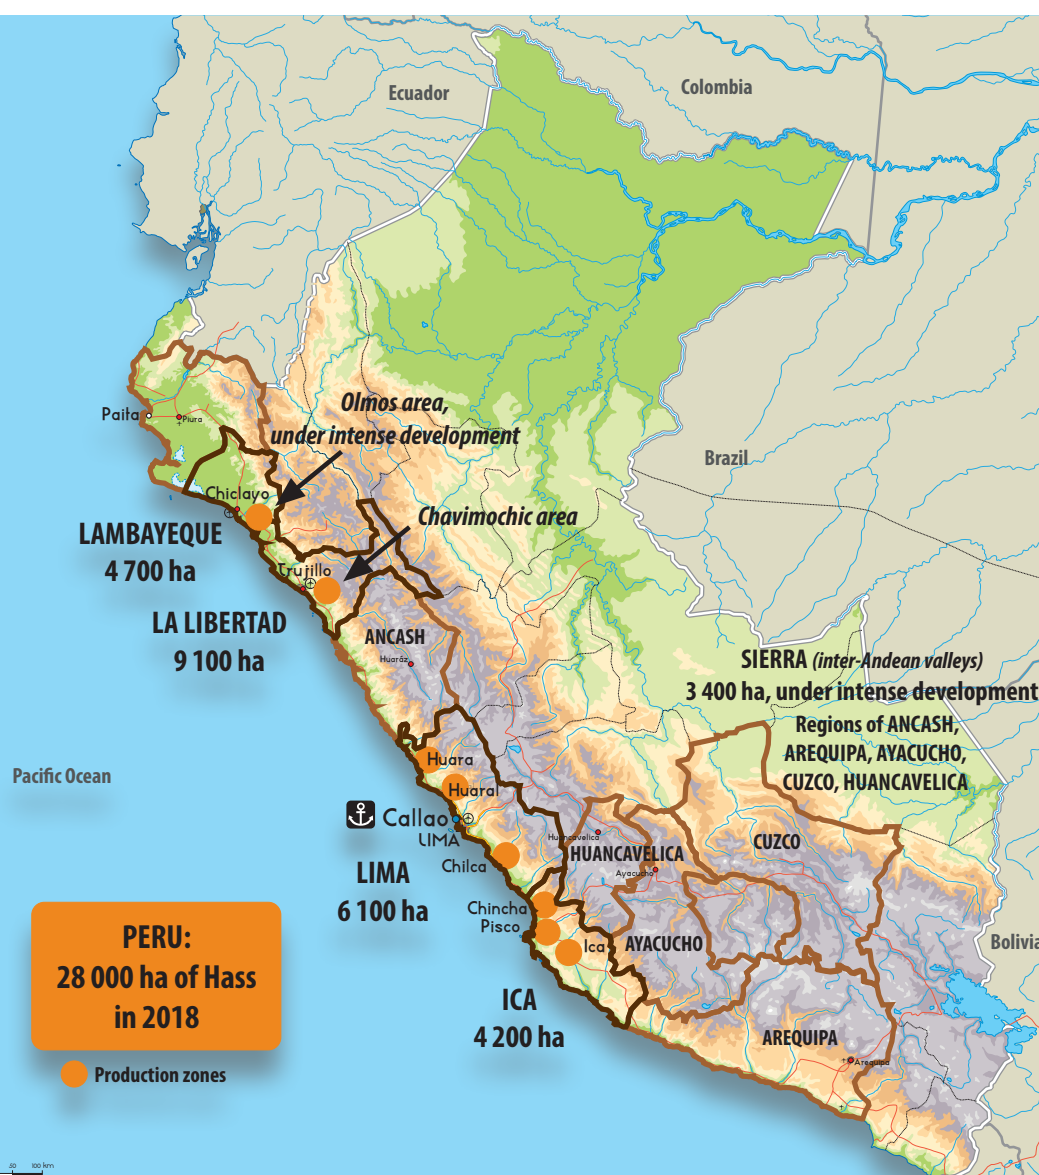 Ecuador
Colombia
Olmos area,
under intense development
Paita
Piura
Brazil
Chiclayo
Chavimochic area
LAMBAYEQUE
4 700 ha
Trujillo
LA LIBERTAD
9 100 ha
ANCASH
Huaráz
SIERRA (inter-Andean valleys)
3 400 ha, under intense development
Regions of ANCASH,
AREQUIPA, AYACUCHO,
CUZCO, HUANCAVELICA
Pacific Ocean
Huara
Huaral
Callao
LIMA
Huancavelica
HUANCAVELICA
CUZCO
Chilca
Ayacucho
LIMA
6 100 ha
Chincha
Pisco
Ica
AYACUCHO
Bolivia
PERU:
28 000 ha of Hass
in 2018
ICA
4 200 ha
AREQUIPA
Arequipa
Production zones
50 100 km